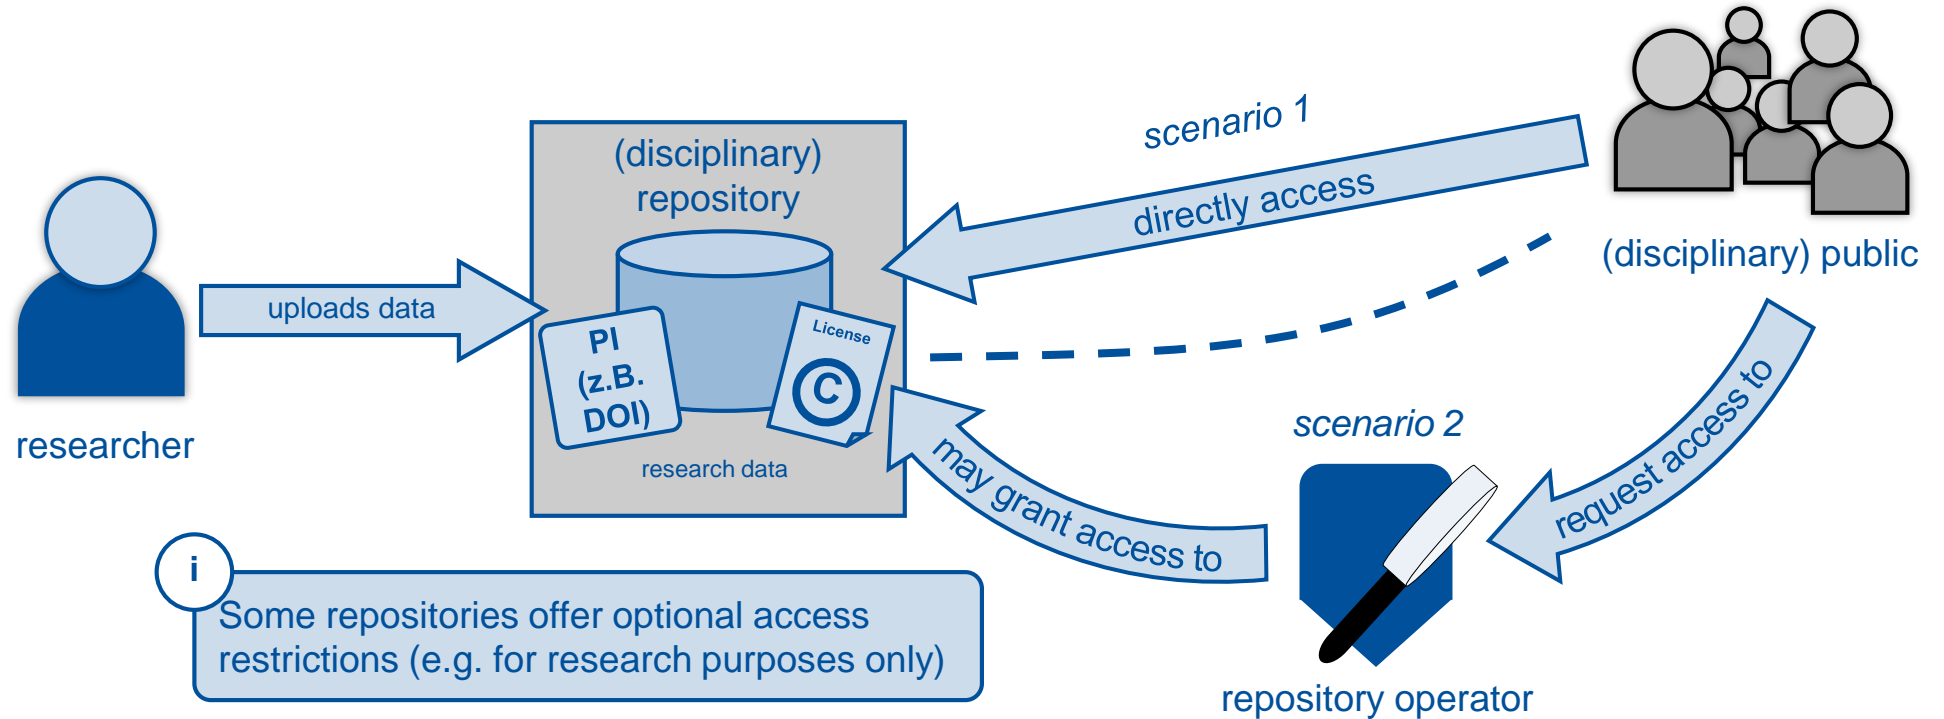 scenario 1
(disciplinary)
repository
directly access
(disciplinary) public
uploads data
License
PI
(z.B.
DOI)
C
researcher
research data
scenario 2
may grant access to
request access to
i
Some repositories offer optional access
restrictions (e.g. for research purposes only)
repository operator